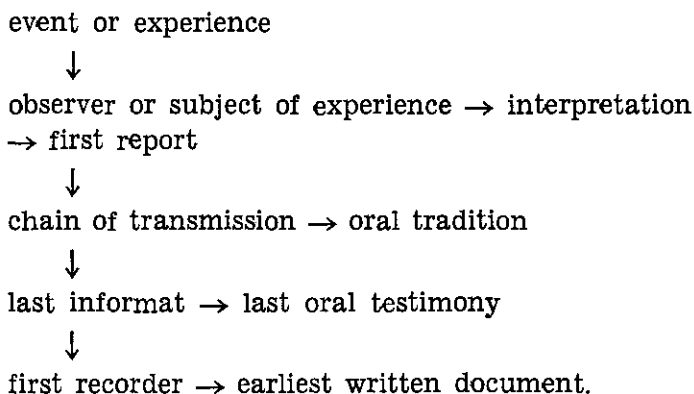 event or experience
↓
observer or subject of experience → interpretation
→ first report
↓
chain of transmission → oral tradition
↓
last informat → last oral testimony
↓
first recorder → earliest written document.